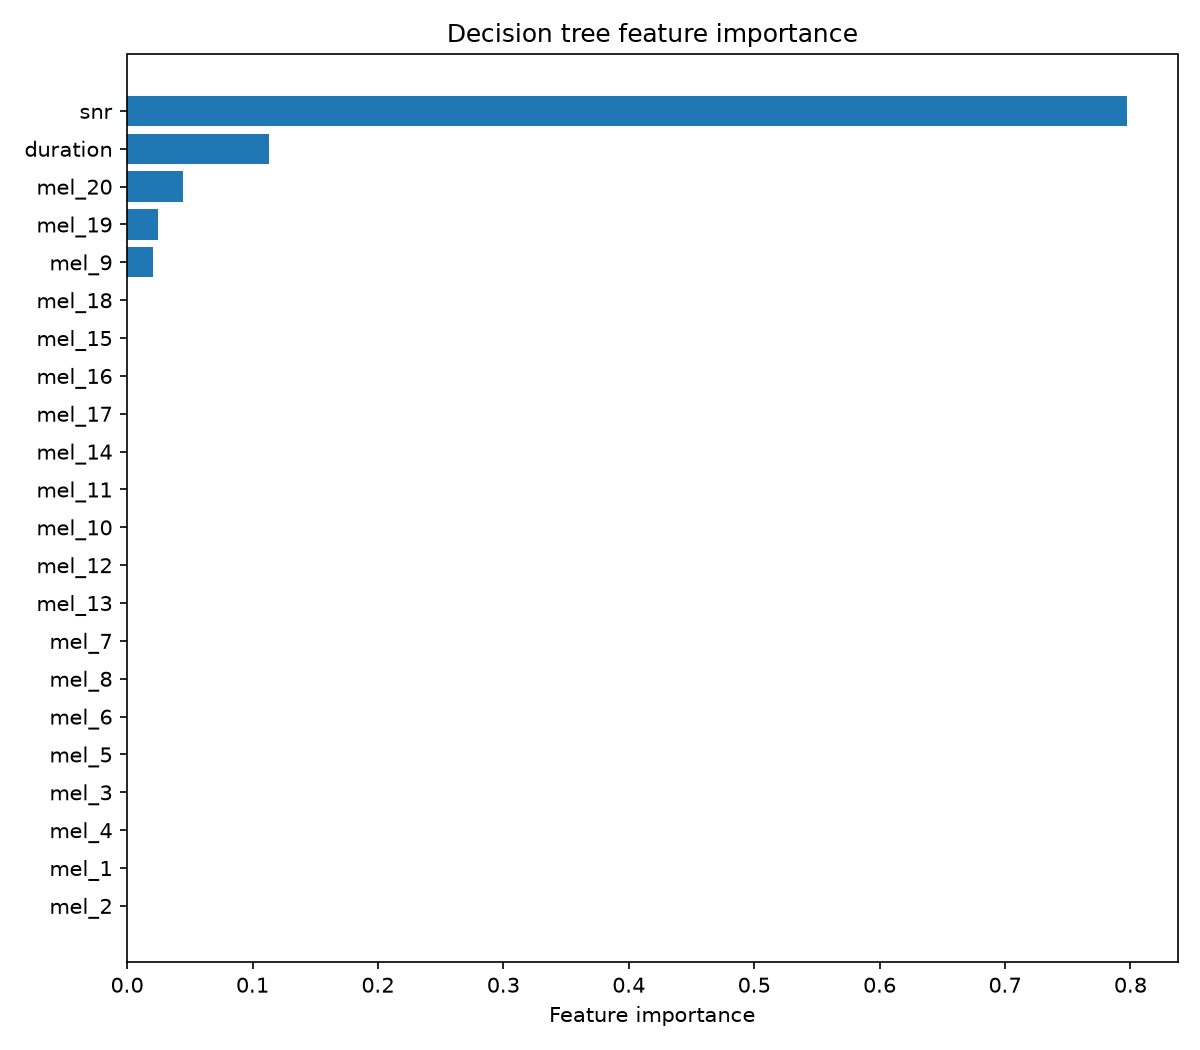 Decision tree feature importance
snr
duration
mel_20
mel_19
mel_9
mel_18
mel_15
mel_16
mel_17
mel_14
mel_11
mel_10
mel_12
mel_13
mel_7
mel_8
mel_6
mel_5
mel_3
mel_4
mel_1
mel_2
0.0 0.1 0.2 0.3 0.4 0.5 0.6 0.7 0.8
Feature importance